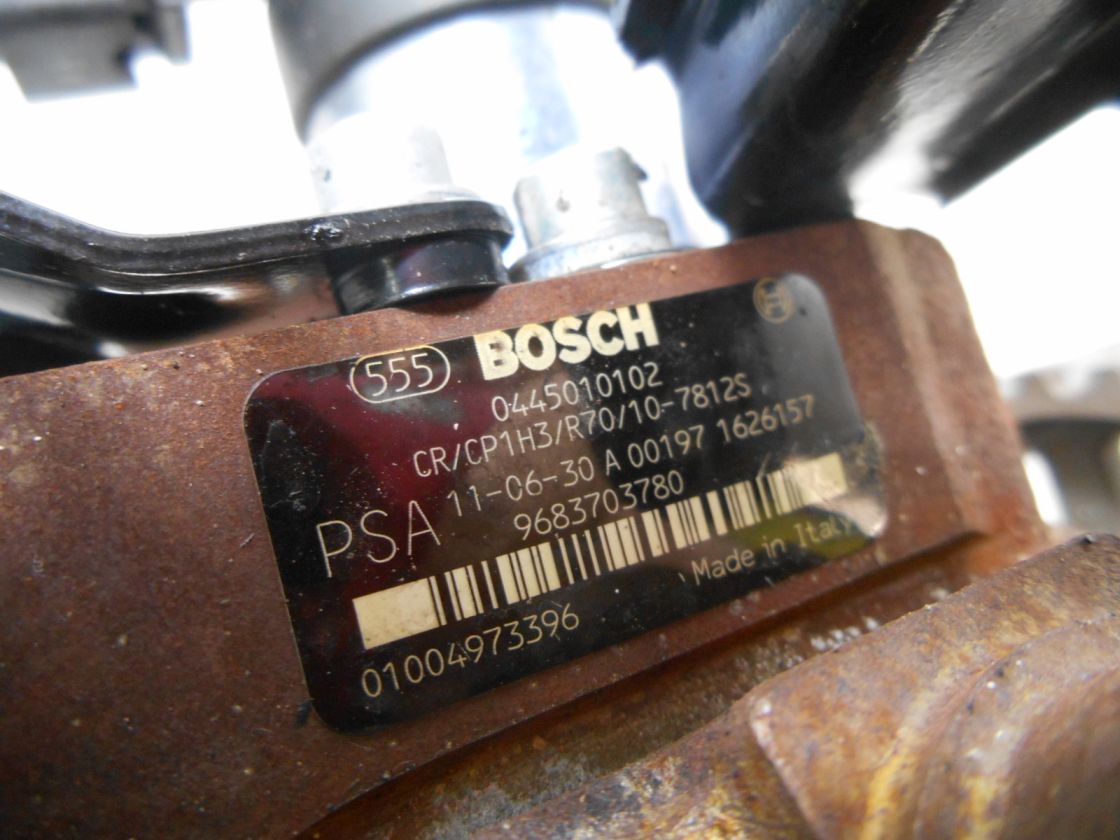 555 BOSCH
0445010102
CR/CP1H3/R70/10-7812S
PSA 11-06-30 A 00197 1626157
9683703780
Made in Italy
01004973396